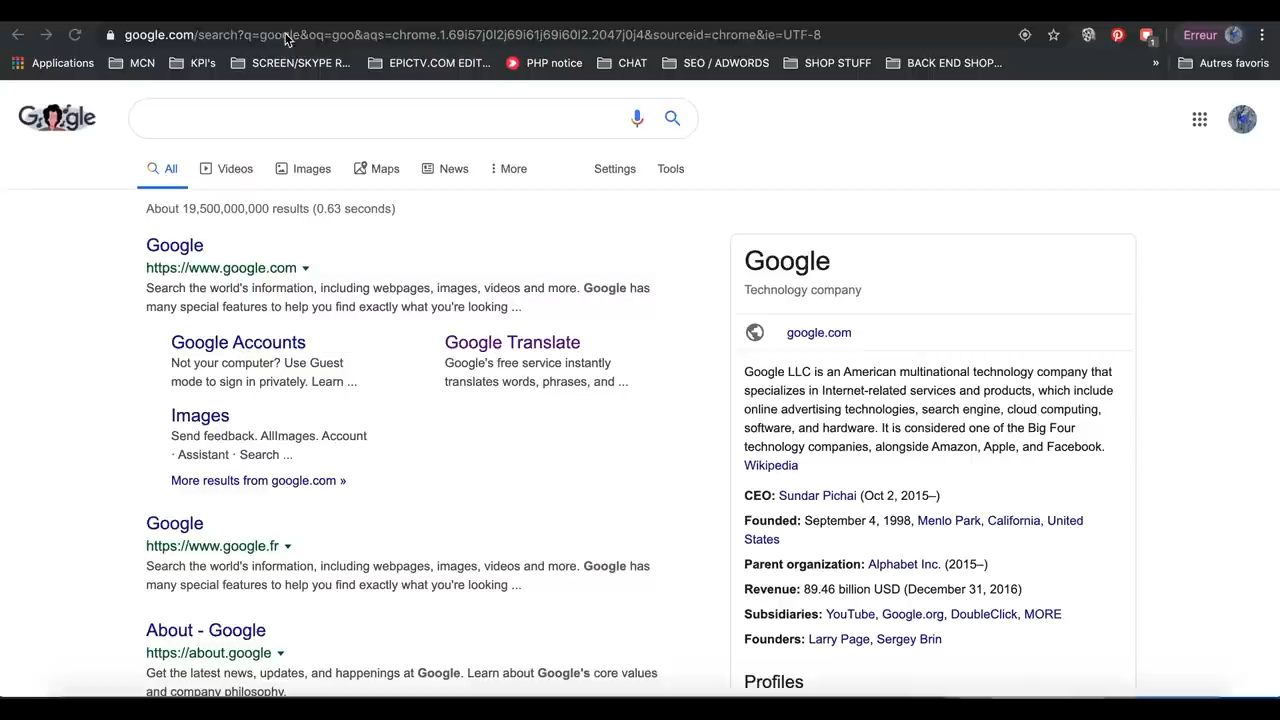 google.com/search?q=google&oq=goo&aqs=chrome.1.69i57j0l2j69i61j69i60l2.2047j0j4&sourceid=chrome&ie=UTF-8
1
Erreur
Applications MCN KPI's SCREEN/SKYPE R... EPICTV.COM EDIT... PHP notice CHAT SEO / ADWORDS SHOP STUFF BACK END SHOP... » Autres favoris
Google
All Videos Images Maps News More Settings Tools
About 19,500,000,000 results (0.63 seconds)
Google
https://www.google.com
Search the world's information, including webpages, images, videos and more. Google has
many special features to help you find exactly what you're looking ...
Google Accounts
Not your computer? Use Guest
mode to sign in privately. Learn ...
Google Translate
Google's free service instantly
translates words, phrases, and ...
Images
Send feedback. AllImages. Account
· Assistant · Search ...
More results from google.com »
Google
https://www.google.fr
Search the world's information, including webpages, images, videos and more. Google has
many special features to help you find exactly what you're looking ...
About - Google
https://about.google
Get the latest news, updates, and happenings at Google. Learn about Google's core values
and company philosophy.
Google
Technology company
google.com
Google LLC is an American multinational technology company that
specializes in Internet-related services and products, which include
online advertising technologies, search engine, cloud computing,
software, and hardware. It is considered one of the Big Four
technology companies, alongside Amazon, Apple, and Facebook.
Wikipedia
CEO: Sundar Pichai (Oct 2, 2015–)
Founded: September 4, 1998, Menlo Park, California, United
States
Parent organization: Alphabet Inc. (2015–)
Revenue: 89.46 billion USD (December 31, 2016)
Subsidiaries: YouTube, Google.org, DoubleClick, MORE
Founders: Larry Page, Sergey Brin
Profiles